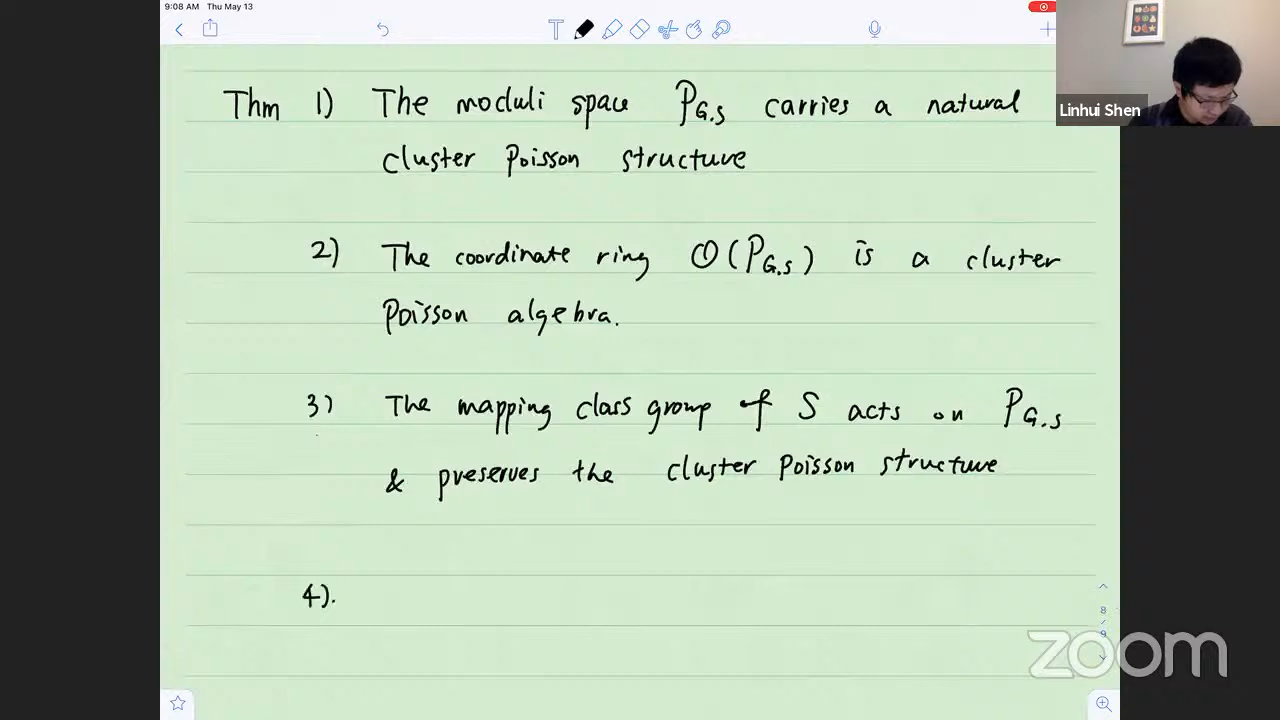 9:08 AM Thu May 13
Linhui Shen
Thm 1) The moduli space P_{G,S} carries a natural
cluster Poisson structure
2) The coordinate ring O(P_{G,S}) is a cluster
Poisson algebra.
3) The mapping class group of S acts on P_{G,S}
& preserves the cluster Poisson structure
4).
8
/
9
zoom